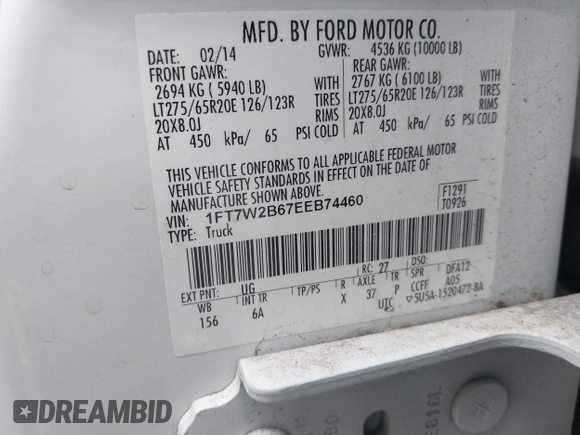 MFD. BY FORD MOTOR CO.
DATE: 02/14 GVWR: 4536 KG (10000 LB)
FRONT GAWR: REAR GAWR:
2694 KG ( 5940 LB) 2767 KG ( 6100 LB)
LT275/65R20E 126/123R TIRES LT275/65R20E 126/123R TIRES
20X8.0J RIMS 20X8.0J RIMS
AT 450 kPa/ 65 PSI COLD AT 450 kPa/ 65 PSI COLD
THIS VEHICLE CONFORMS TO ALL APPLICABLE FEDERAL MOTOR
VEHICLE SAFETY STANDARDS IN EFFECT ON THE DATE OF
MANUFACTURE SHOWN ABOVE.
VIN: 1FT7W2B67EEB74460 F1291
TYPE: Truck T0926
EXT PNT: UG RC: 27 DSO:
WB INT TR TP/PS R AXLE TR SPR DFA12
156 6A X 37 P CCFF A05
UTC 5U5A-1520472-BA
DREAMBID